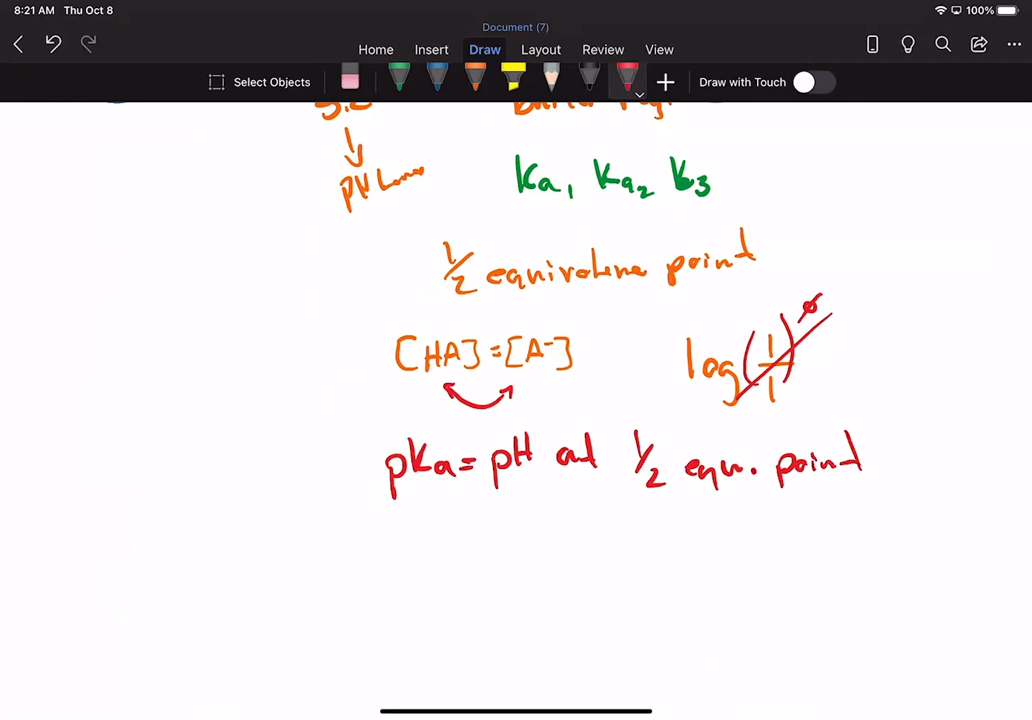 8:21 AM Thu Oct 8
100%
Document (7)
Home Insert Draw Layout Review View
Select Objects
Draw with Touch
pH
Ka1 Ka2 K3
1/2 equivalence point
[HA] = [A-]
log(1/1) 0
pKa = pH at 1/2 equiv. point